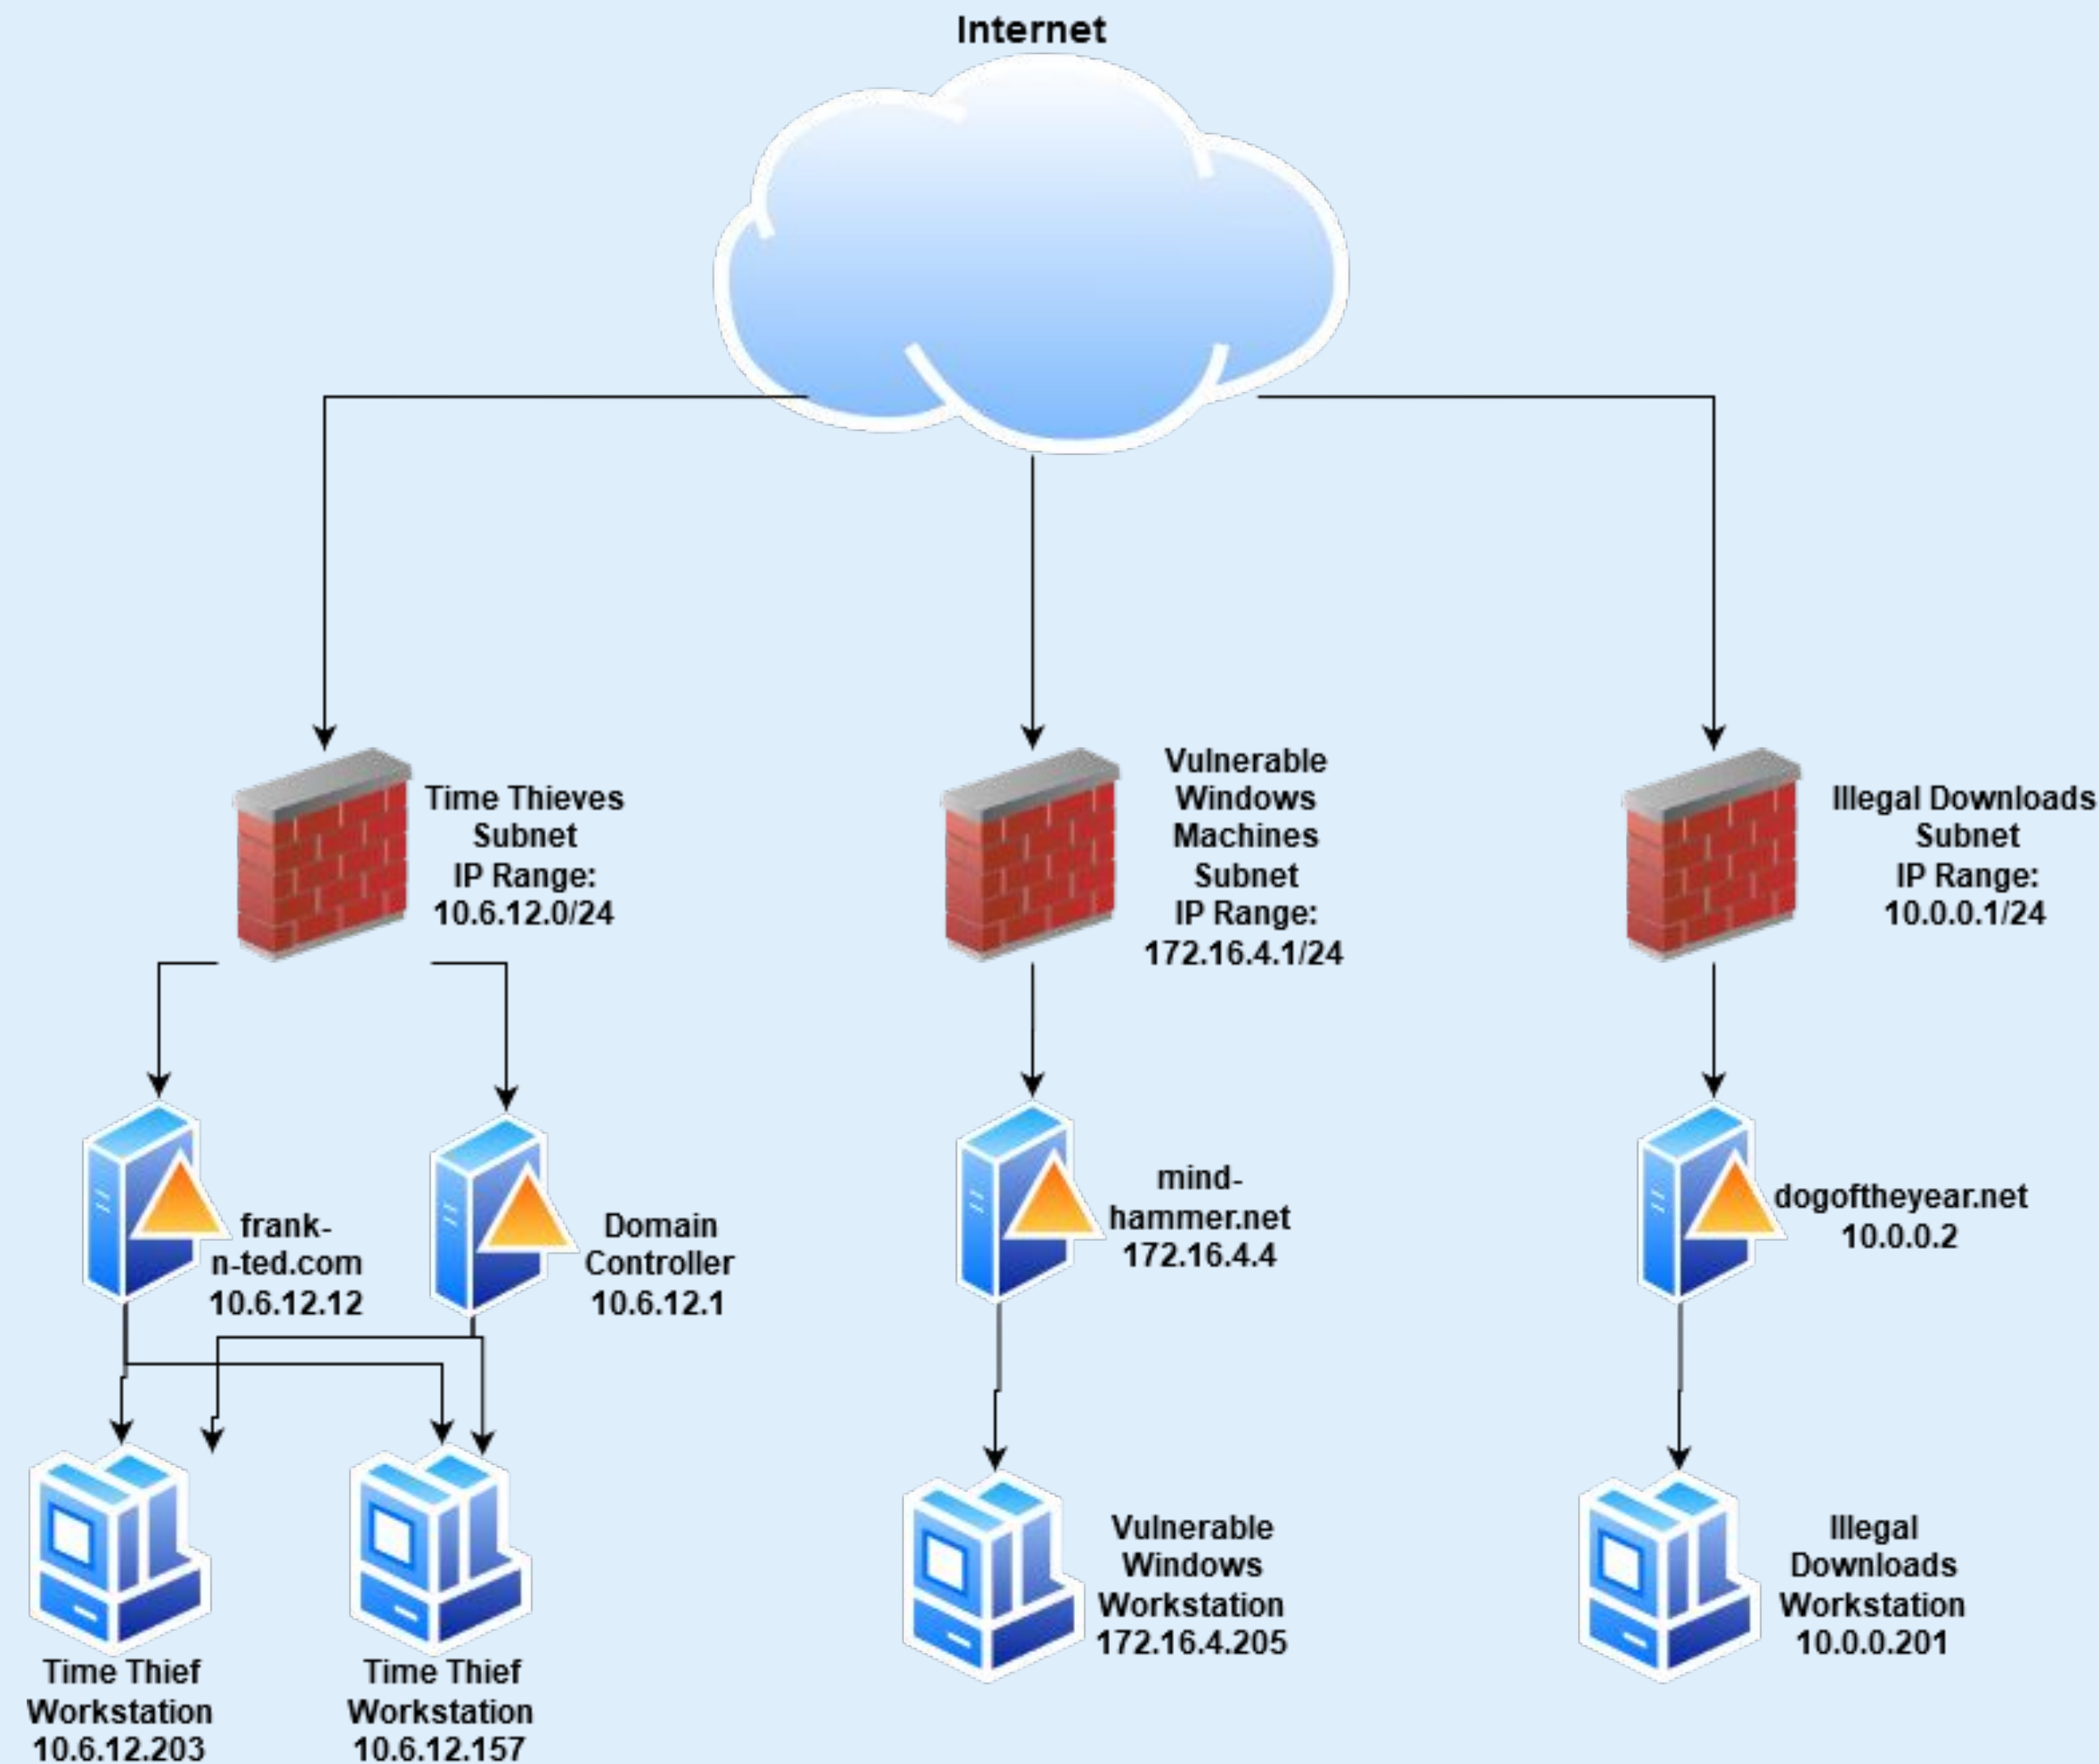 Internet
Time Thieves
Subnet
IP Range:
10.6.12.0/24
Vulnerable
Windows
Machines
Subnet
IP Range:
172.16.4.1/24
Illegal Downloads
Subnet
IP Range:
10.0.0.1/24
frank-
n-ted.com
10.6.12.12
Domain
Controller
10.6.12.1
mind-
hammer.net
172.16.4.4
dogoftheyear.net
10.0.0.2
Time Thief
Workstation
10.6.12.203
Time Thief
Workstation
10.6.12.157
Vulnerable
Windows
Workstation
172.16.4.205
Illegal
Downloads
Workstation
10.0.0.201